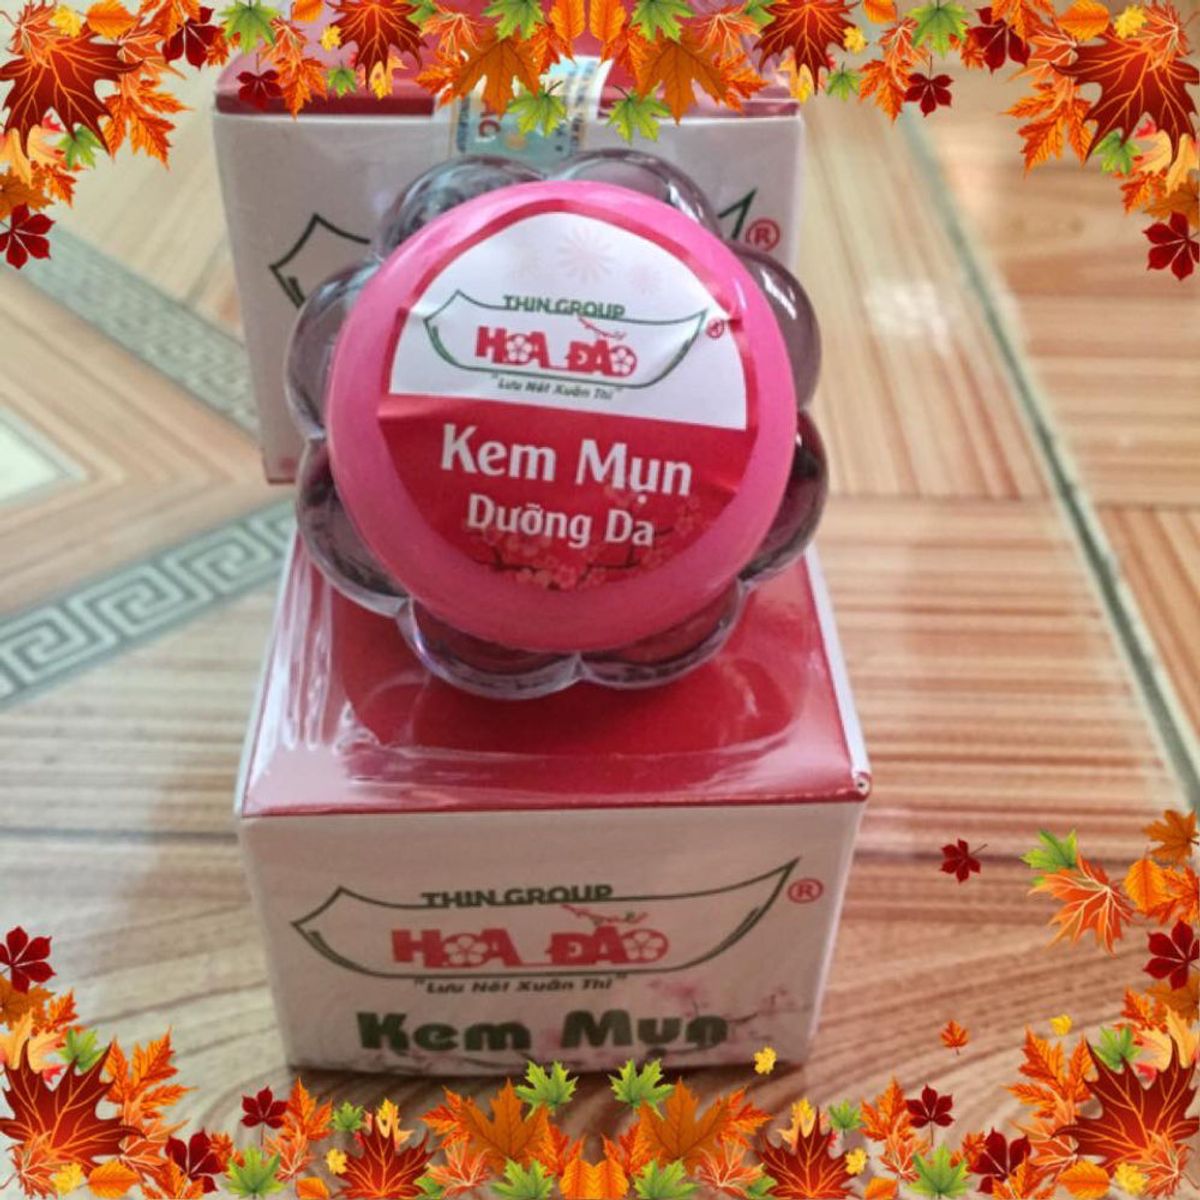 ®
THIN GROUP
HOA ĐÀO ®
"Lưu Nét Xuân Thì"
Kem Mụn
Dưỡng Da
THIN GROUP ®
HOA ĐÀO
"Lưu Nét Xuân Thì"
Kem Mụn